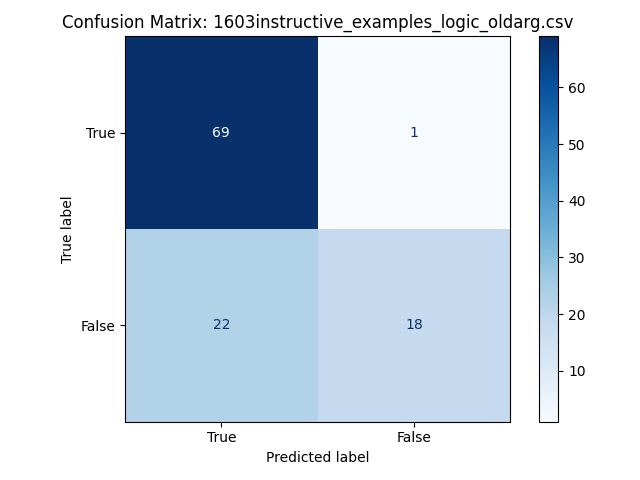 Confusion Matrix: 1603instructive_examples_logic_oldarg.csv
True label
True
69
1
False
22
18
True
False
Predicted label
60
50
40
30
20
10